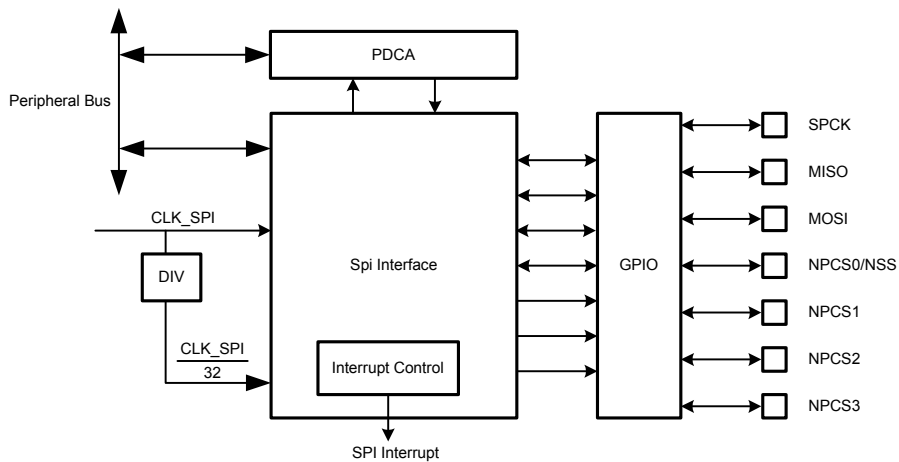 PDCA
Peripheral Bus
SPCK
MISO
CLK_SPI
MOSI
Spi Interface
GPIO
NPCS0/NSS
DIV
NPCS1
CLK_SPI
32
Interrupt Control
NPCS2
NPCS3
SPI Interrupt